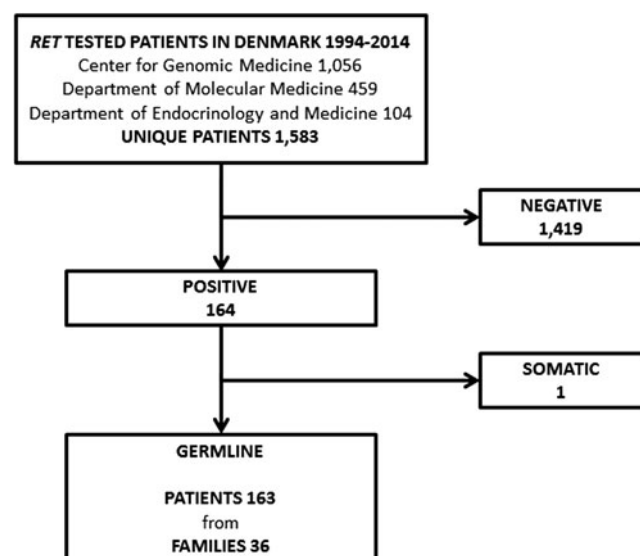 RET TESTED PATIENTS IN DENMARK 1994-2014
Center for Genomic Medicine 1,056
Department of Molecular Medicine 459
Department of Endocrinology and Medicine 104
UNIQUE PATIENTS 1,583
NEGATIVE
1,419
POSITIVE
164
SOMATIC
1
GERMLINE
PATIENTS 163
from
FAMILIES 36